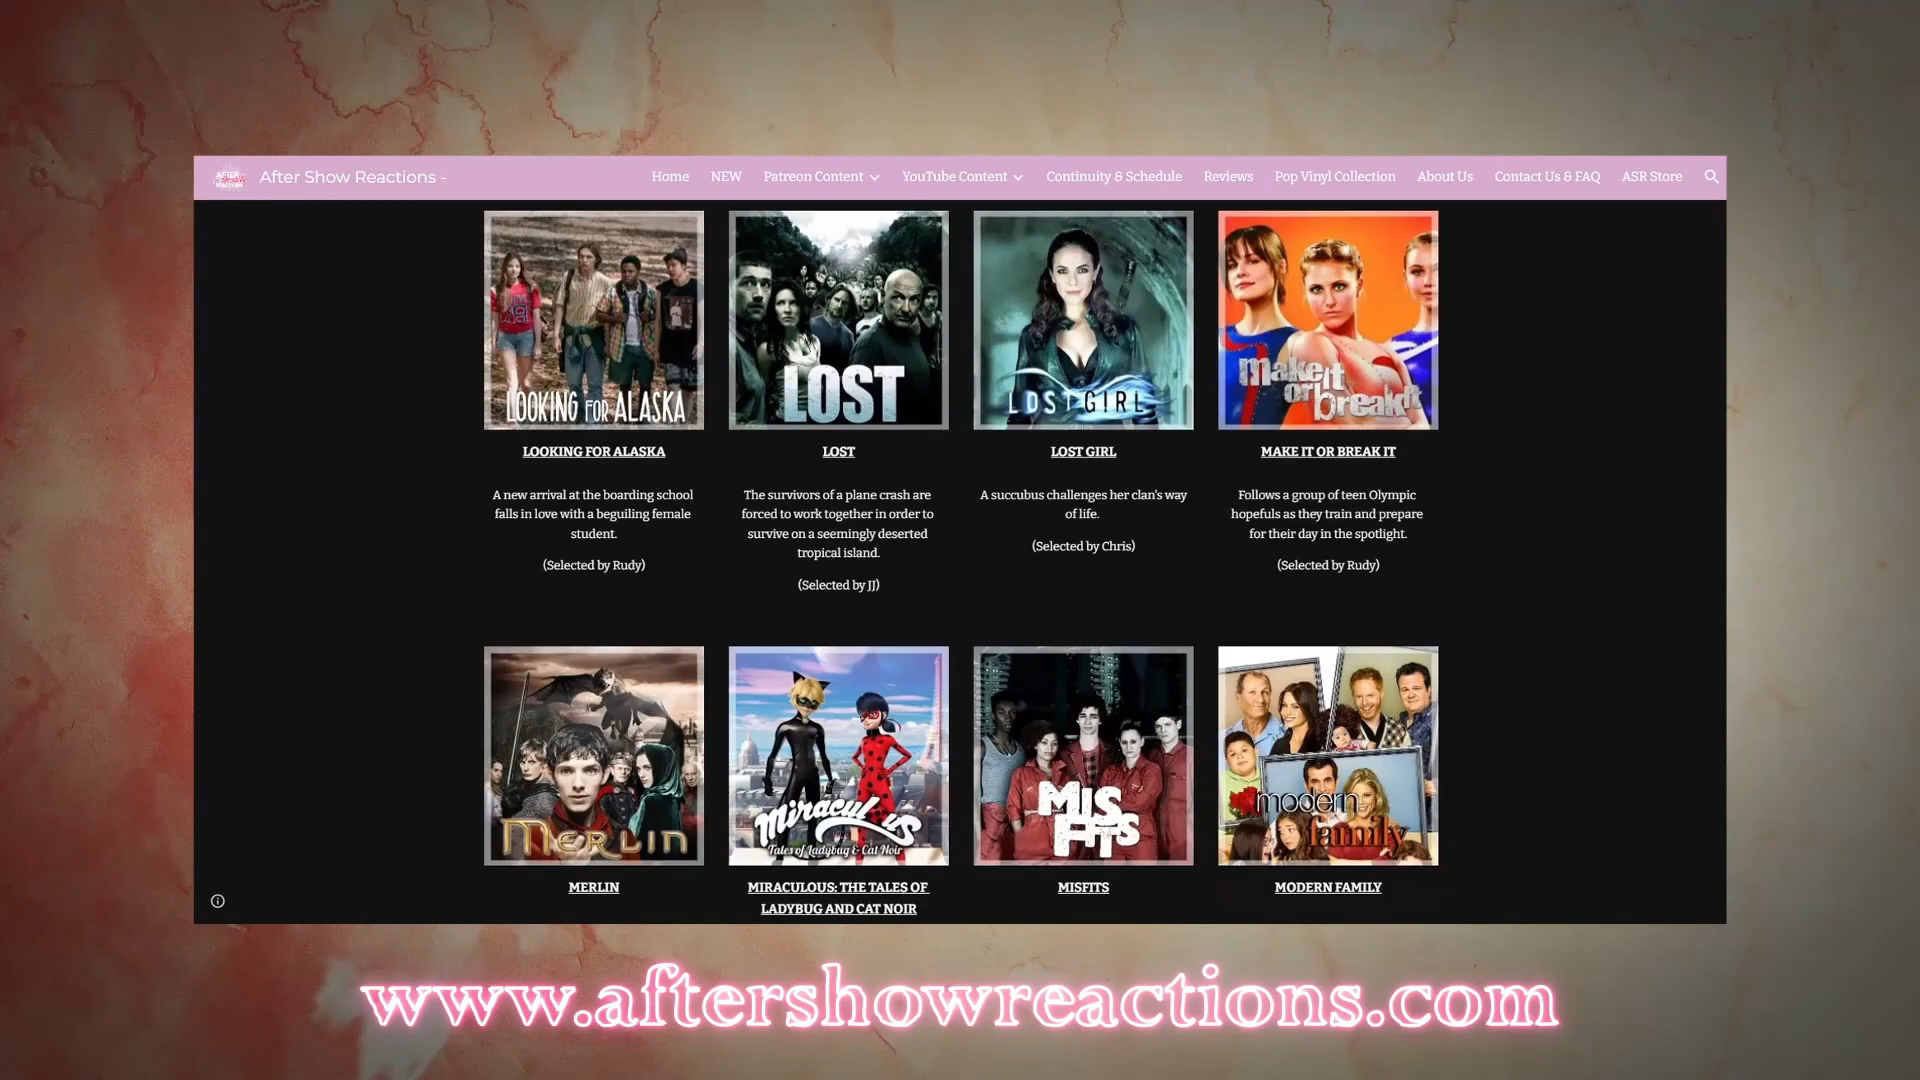 AFTER SHOW REACTIONS
After Show Reactions -
Home NEW Patreon Content YouTube Content Continuity & Schedule Reviews Pop Vinyl Collection About Us Contact Us & FAQ ASR Store
LOOKING FOR ALASKA
LOST
LOST GIRL
make it
or break it
LOOKING FOR ALASKA
LOST
LOST GIRL
MAKE IT OR BREAK IT
A new arrival at the boarding school
falls in love with a beguiling female
student.
(Selected by Rudy)
The survivors of a plane crash are
forced to work together in order to
survive on a seemingly deserted
tropical island.
(Selected by JJ)
A succubus challenges her clan's way
of life.
(Selected by Chris)
Follows a group of teen Olympic
hopefuls as they train and prepare
for their day in the spotlight.
(Selected by Rudy)
MERLIN
Miraculous
Tales of Ladybug & Cat Noir
MIS
FITS
modern
family
MERLIN
MIRACULOUS: THE TALES OF
LADYBUG AND CAT NOIR
MISFITS
MODERN FAMILY
www.aftershowreactions.com